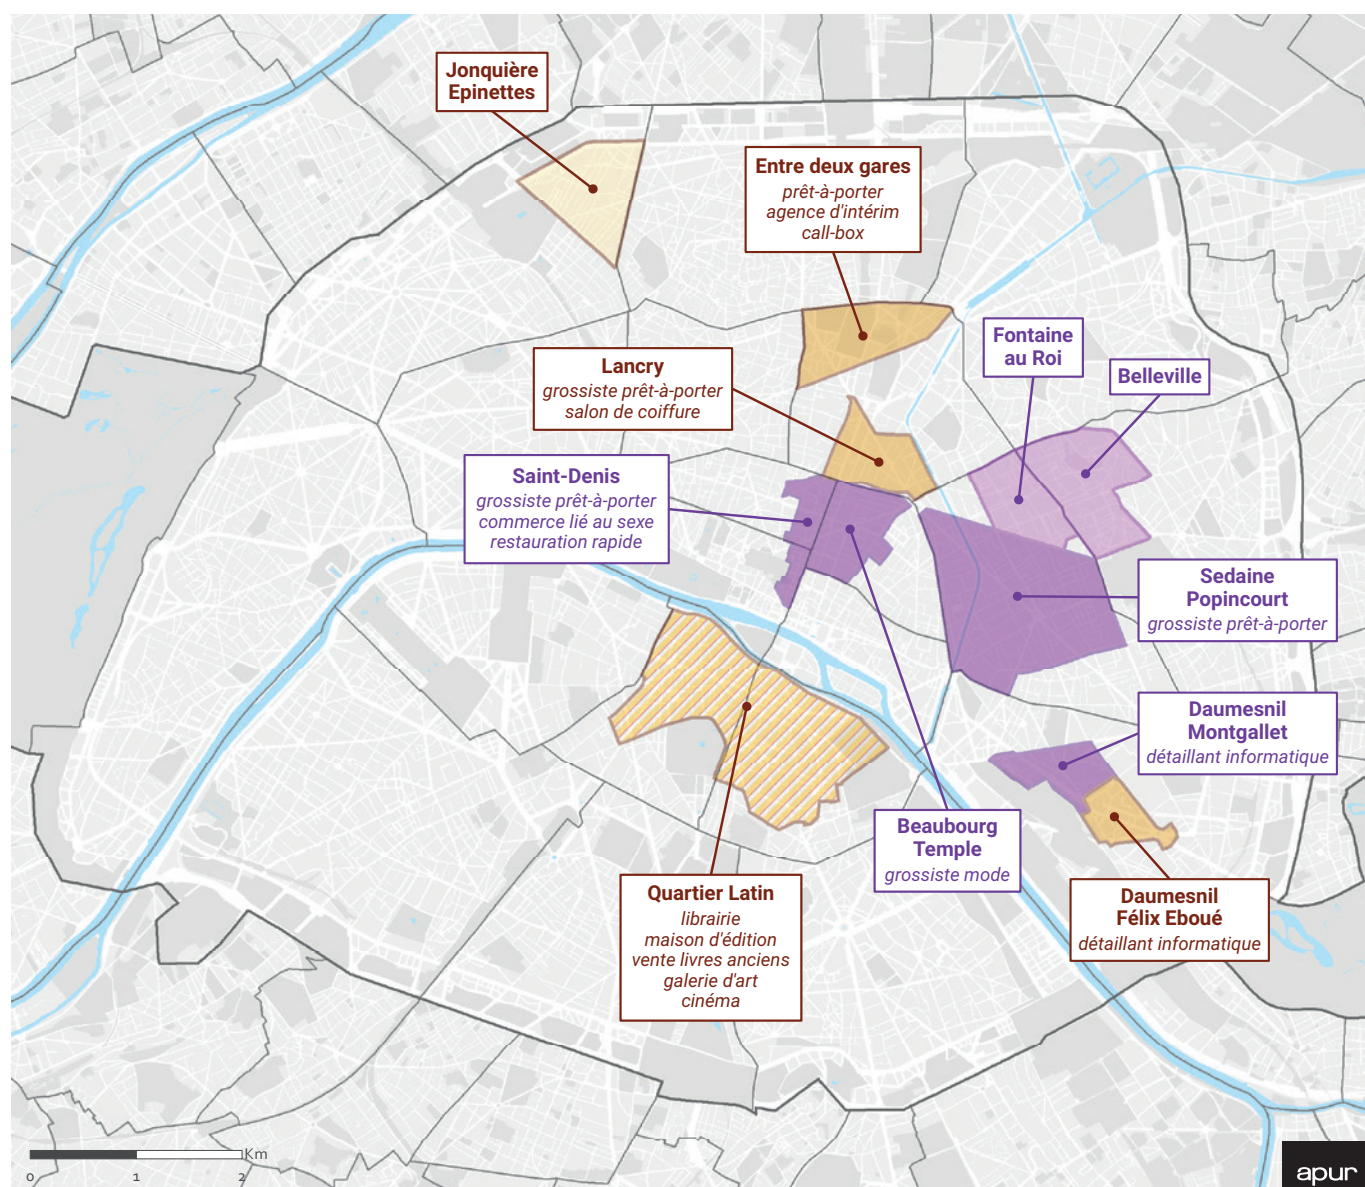 Jonquière
Epinettes
Entre deux gares
prêt-à-porter
agence d'intérim
call-box
Fontaine
au Roi
Belleville
Lancry
grossiste prêt-à-porter
salon de coiffure
Saint-Denis
grossiste prêt-à-porter
commerce lié au sexe
restauration rapide
Sedaine
Popincourt
grossiste prêt-à-porter
Daumesnil
Montgallet
détaillant informatique
Beaubourg
Temple
grossiste mode
Quartier Latin
librairie
maison d'édition
vente livres anciens
galerie d'art
cinéma
Daumesnil
Félix Eboué
détaillant informatique
Km
0 1 2
apur